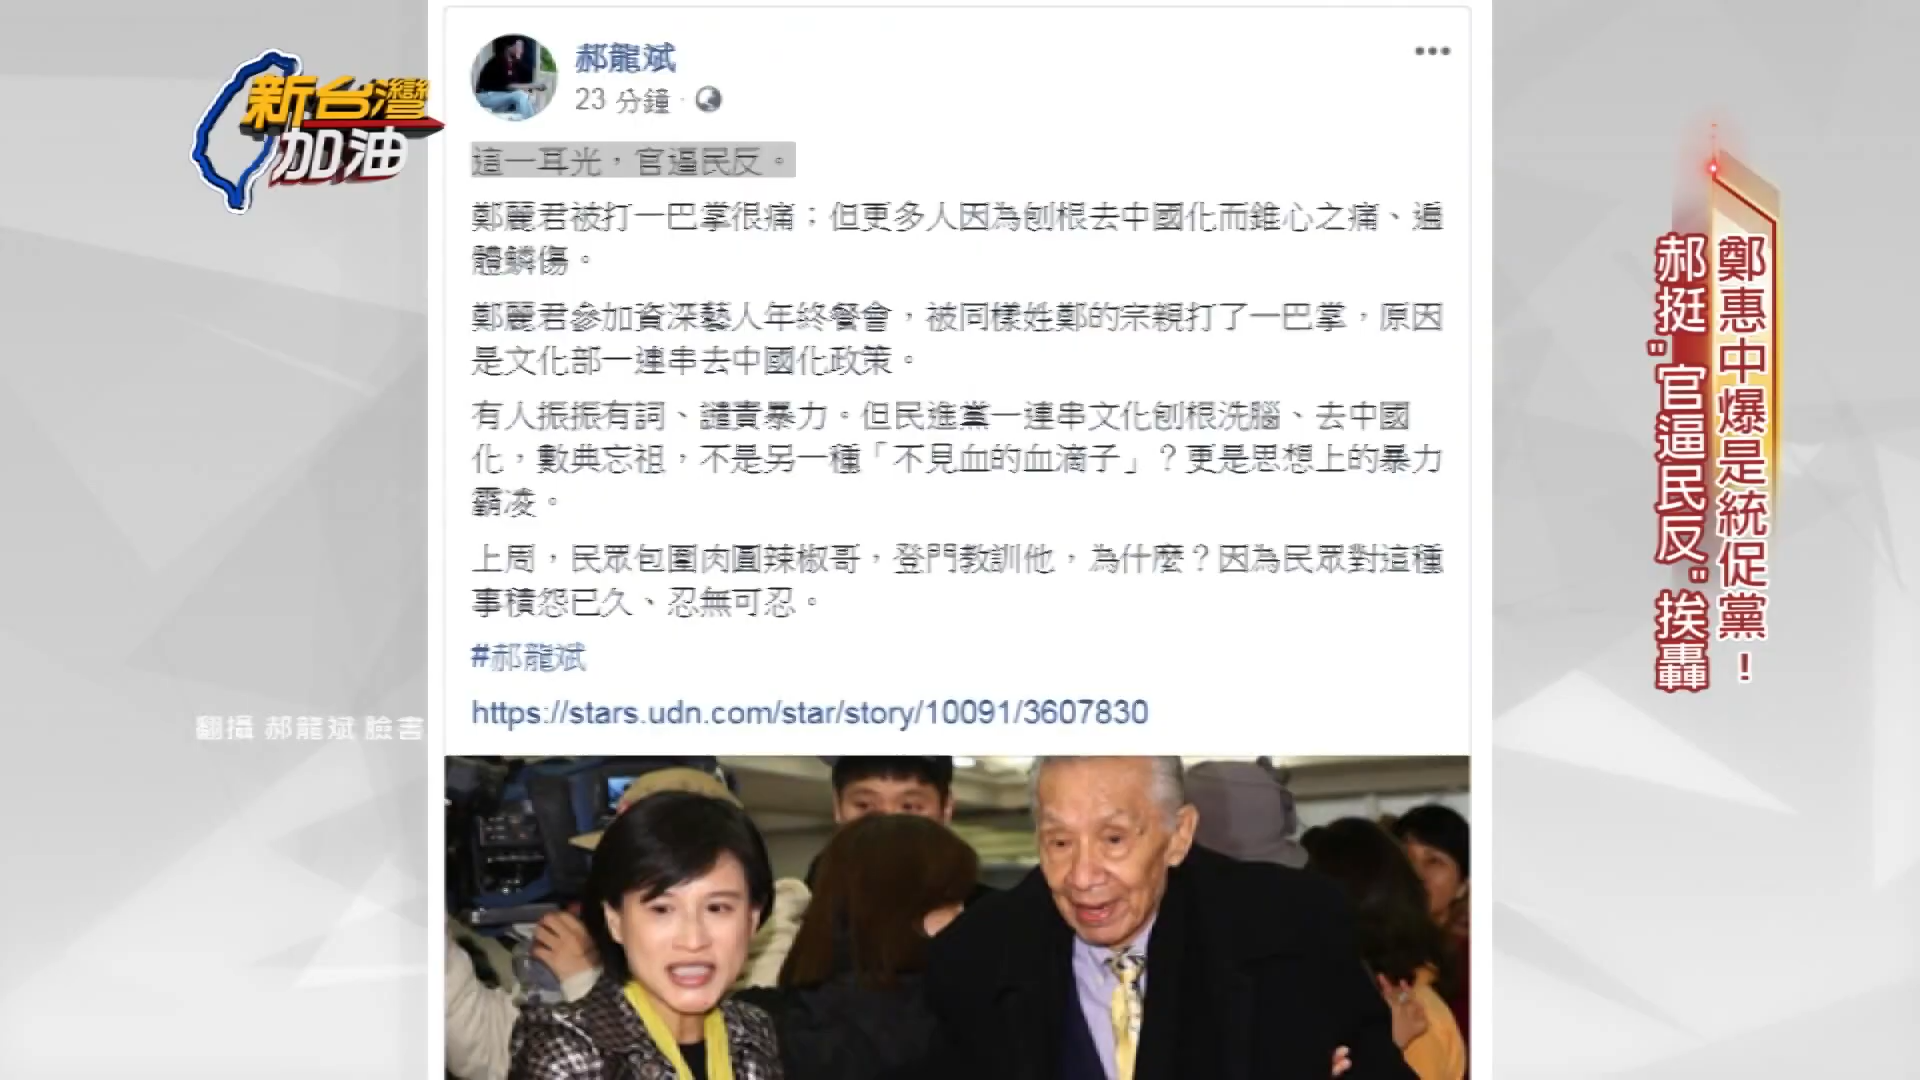 新台灣
加油
郝龍斌
23 分鐘 ·
這一耳光，官逼民反。
鄭麗君被打一巴掌很痛；但更多人因為刨根去中國化而錐心之痛、遍
體鱗傷。
鄭麗君參加資深藝人年終餐會，被同樣姓鄭的宗親打了一巴掌，原因
是文化部一連串去中國化政策。
有人振振有詞、譴責暴力。但民進黨一連串文化刨根洗腦、去中國
化，數典忘祖，不是另一種「不見血的血滴子」？更是思想上的暴力
霸凌。
上周，民眾包圍肉圓辣椒哥，登門教訓他，為什麼？因為民眾對這種
事積怨已久、忍無可忍。
#郝龍斌
https://stars.udn.com/star/story/10091/3607830
翻攝 郝龍斌 臉書
鄭惠中爆是統促黨！
郝挺"官逼民反"挨轟